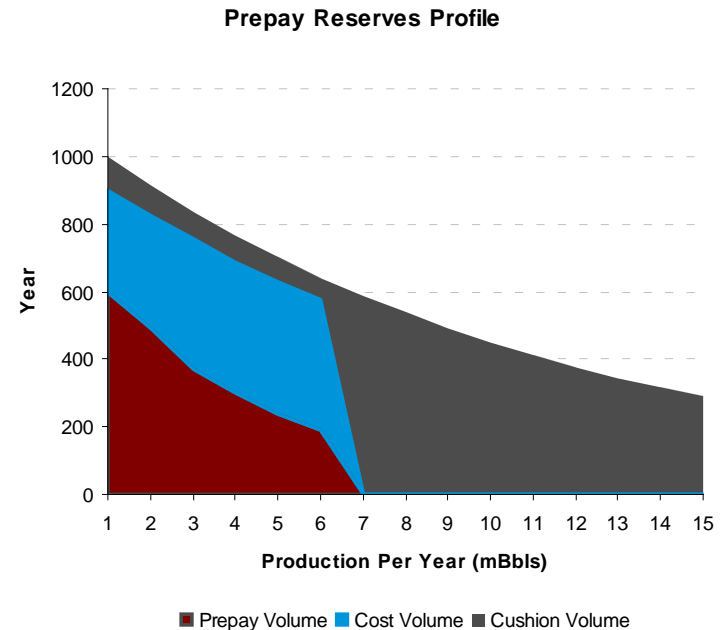 Prepay Reserves Profile
1200
1000
800
600
400
200
0
Year
1 2 3 4 5 6 7 8 9 10 11 12 13 14 15
Production Per Year (mBbls)
Prepay Volume Cost Volume Cushion Volume